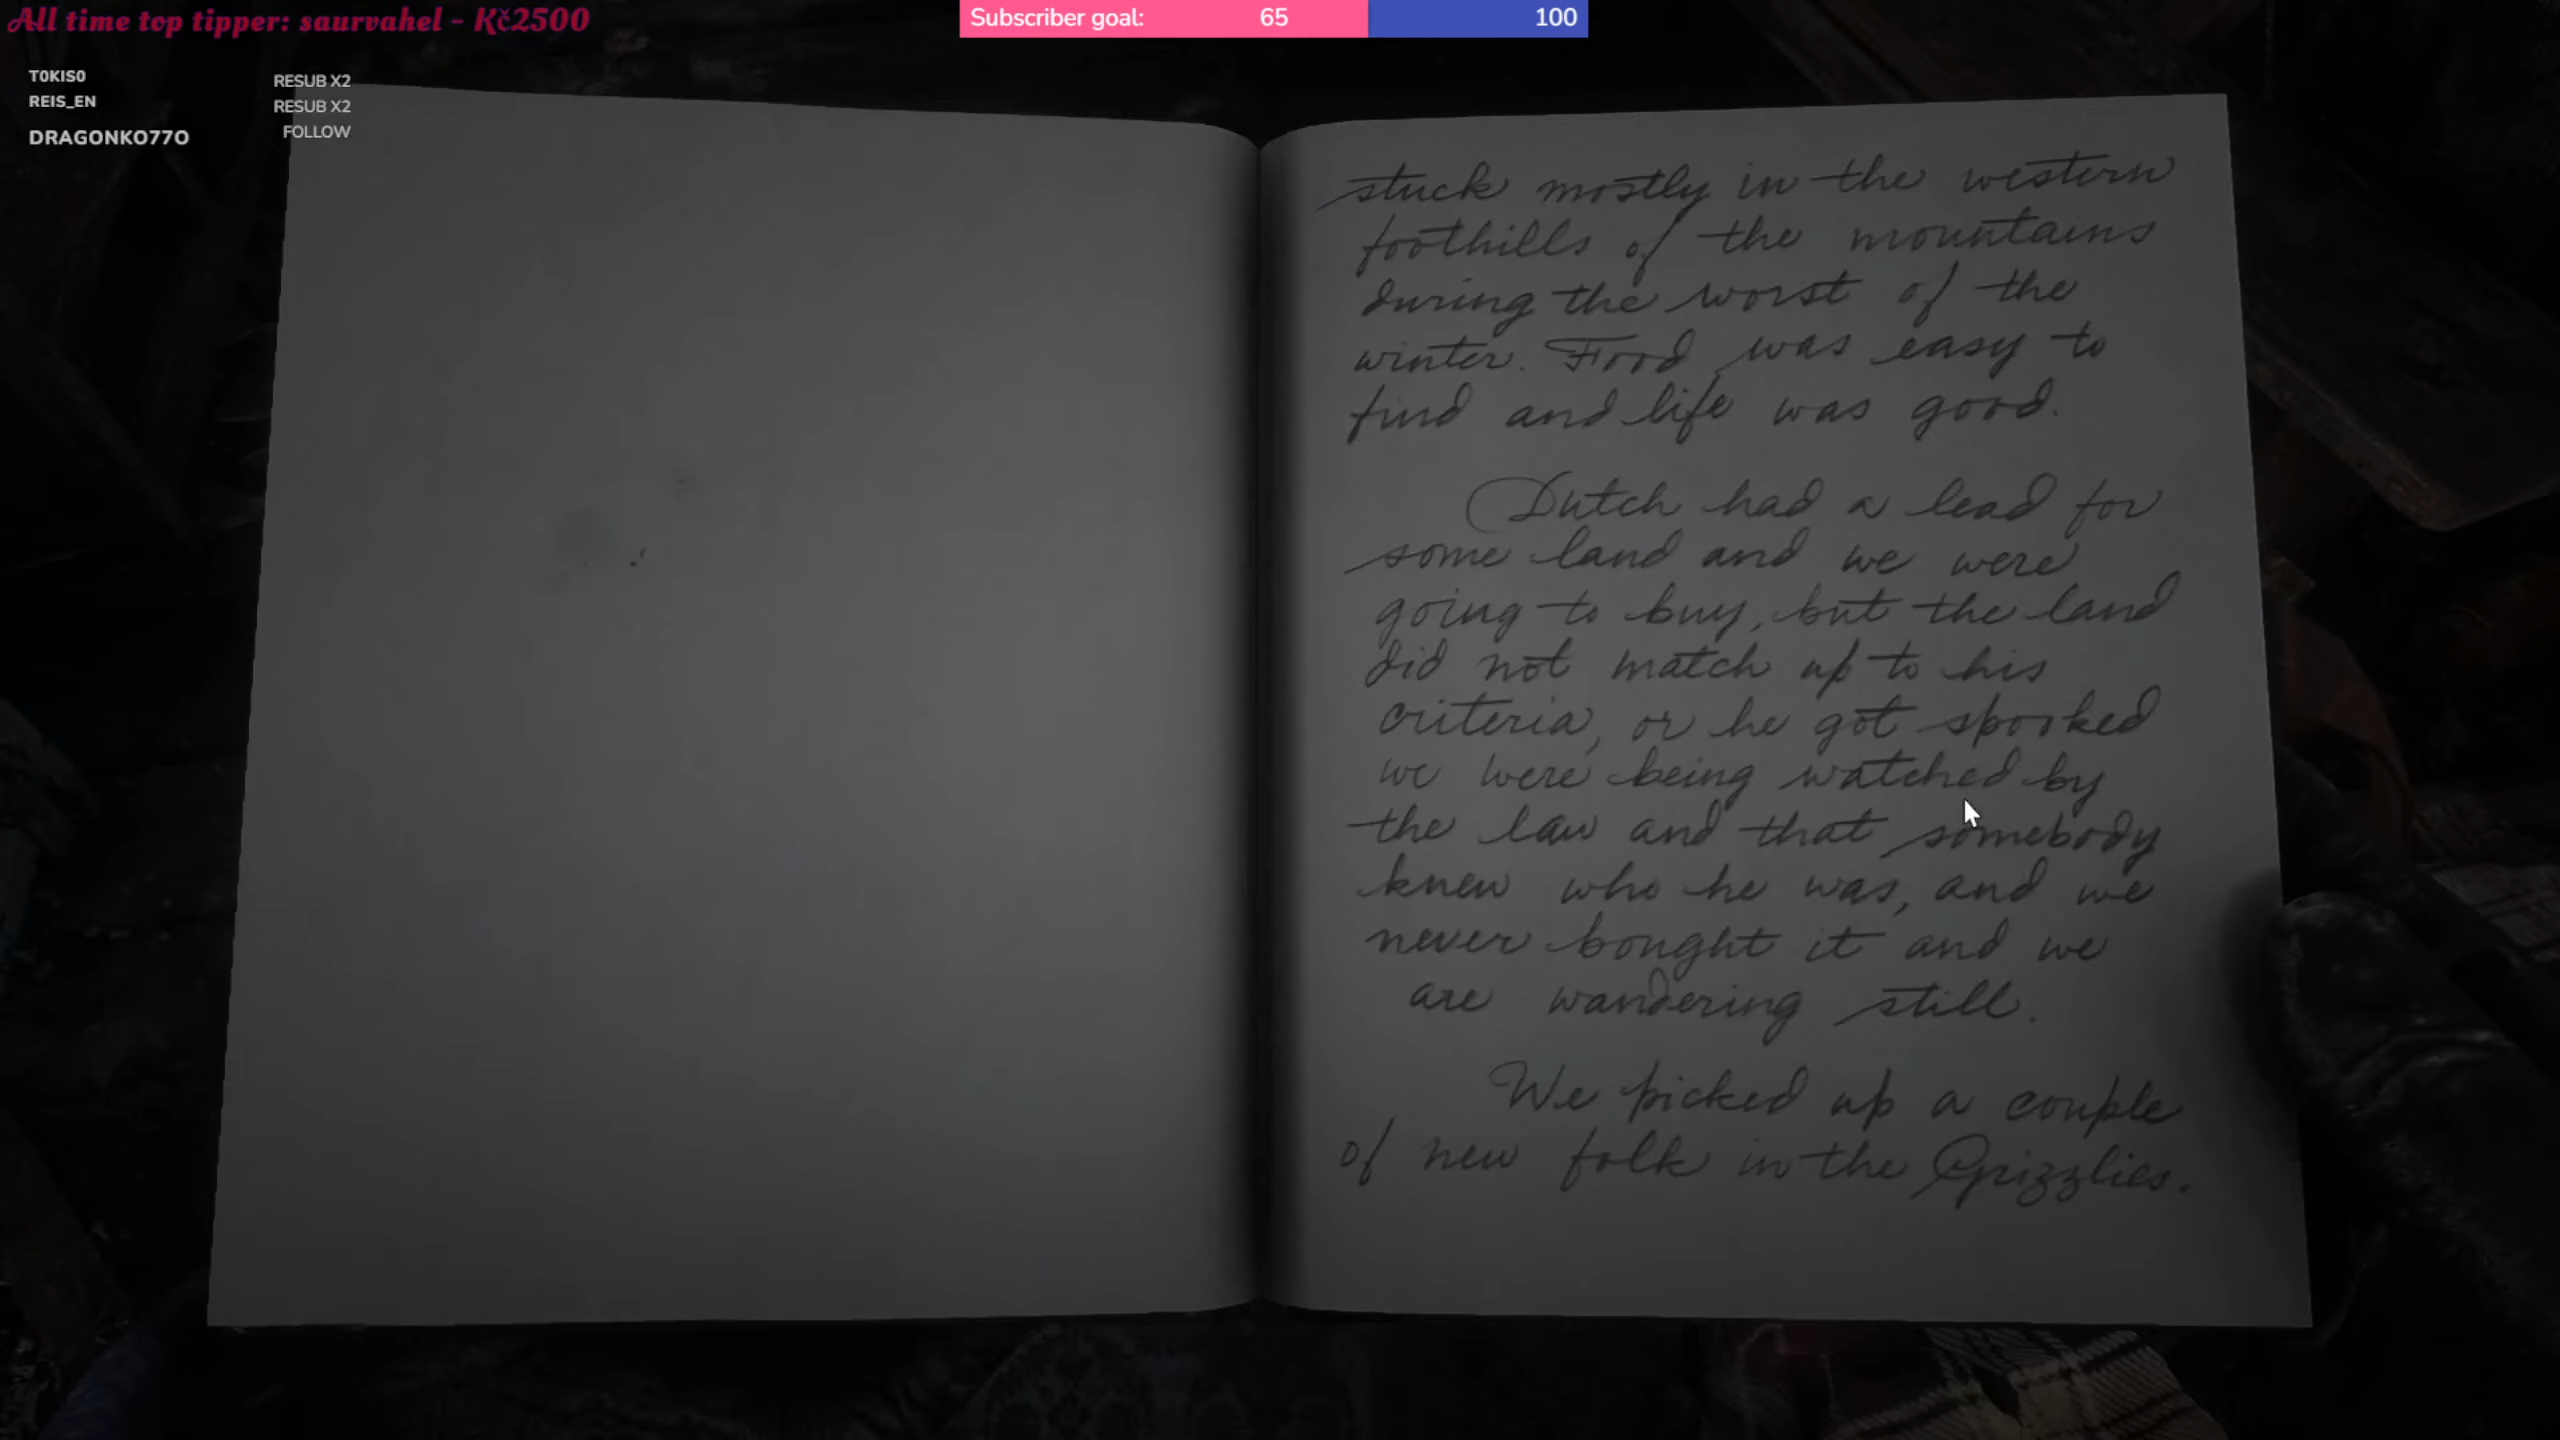 All time top tipper: saurvahel - Kč2500
Subscriber goal: 65 100
T0KIS0 RESUB X2
REIS_EN RESUB X2
DRAGONKO77O FOLLOW
stuck mostly in the western
foothills of the mountains
during the worst of the
winter. Food was easy to
find and life was good.
Dutch had a lead for
some land and we were
going to buy, but the land
did not match up to his
criteria, or he got spooked
we were being watched by
the law and that somebody
knew who he was, and we
never bought it and we
are wandering still.
We picked up a couple
of new folk in the Grizzlies.